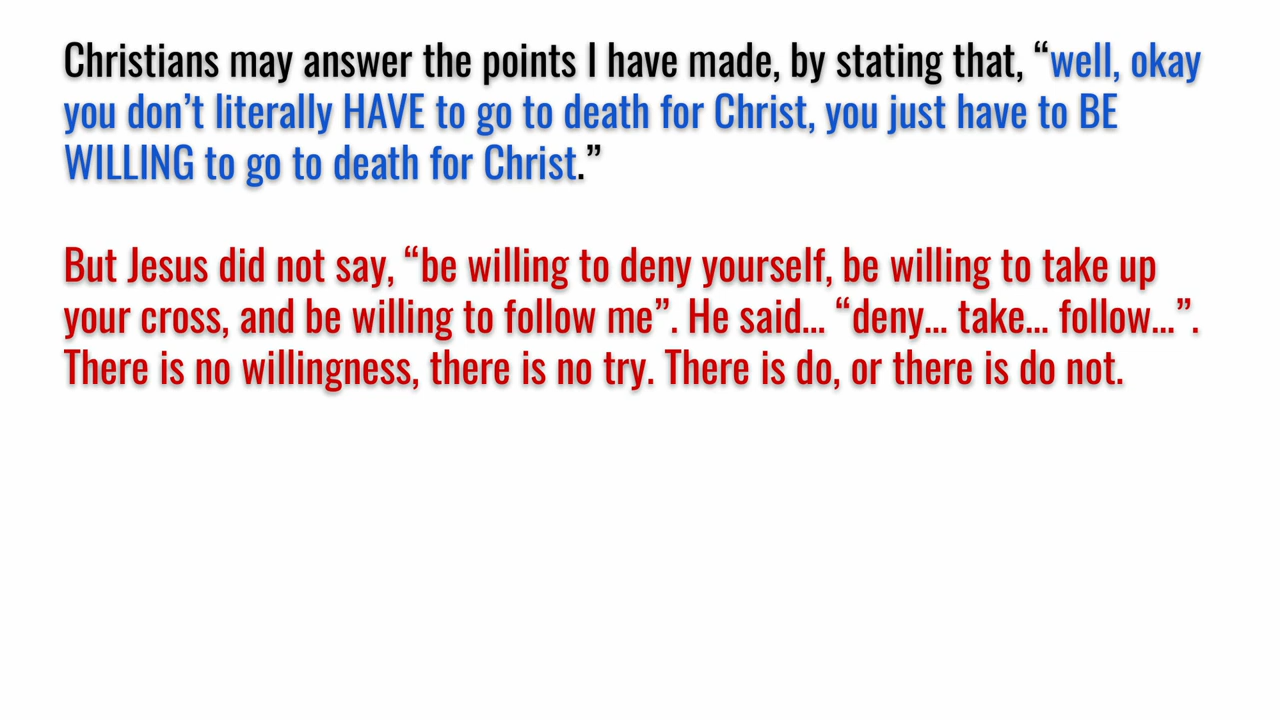 Christians may answer the points I have made, by stating that, “well, okay
you don’t literally HAVE to go to death for Christ, you just have to BE
WILLING to go to death for Christ.”
But Jesus did not say, “be willing to deny yourself, be willing to take up
your cross, and be willing to follow me”. He said... “deny... take... follow...”.
There is no willingness, there is no try. There is do, or there is do not.